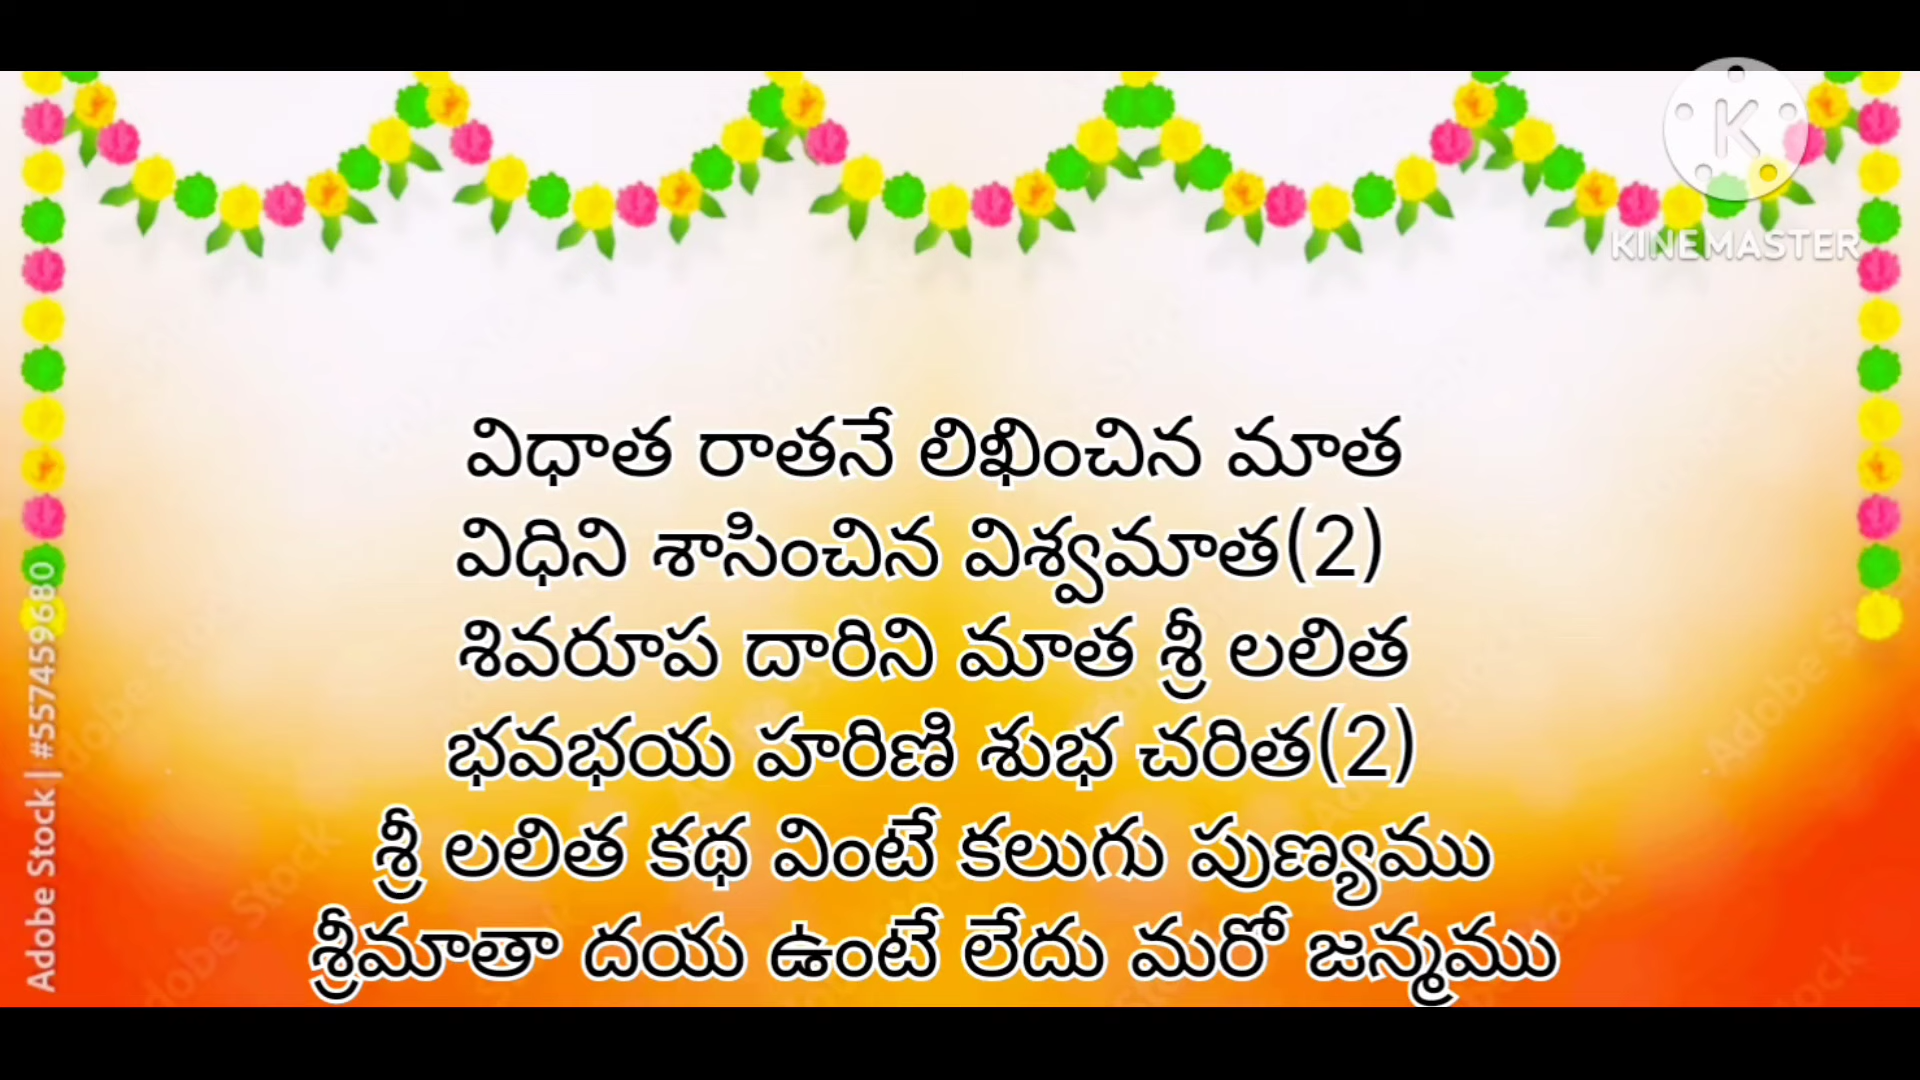 KINEMASTER
విధాత రాతనే లిఖించిన మాత
విధిని శాసించిన విశ్వమాత(2)
శివరూప దారిని మాత శ్రీ లలిత
భవభయ హరిణి శుభ చరిత(2)
శ్రీ లలిత కథ వింటే కలుగు పుణ్యము
శ్రీమాతా దయ ఉంటే లేదు మరో జన్మము
Adobe Stock | #557459680